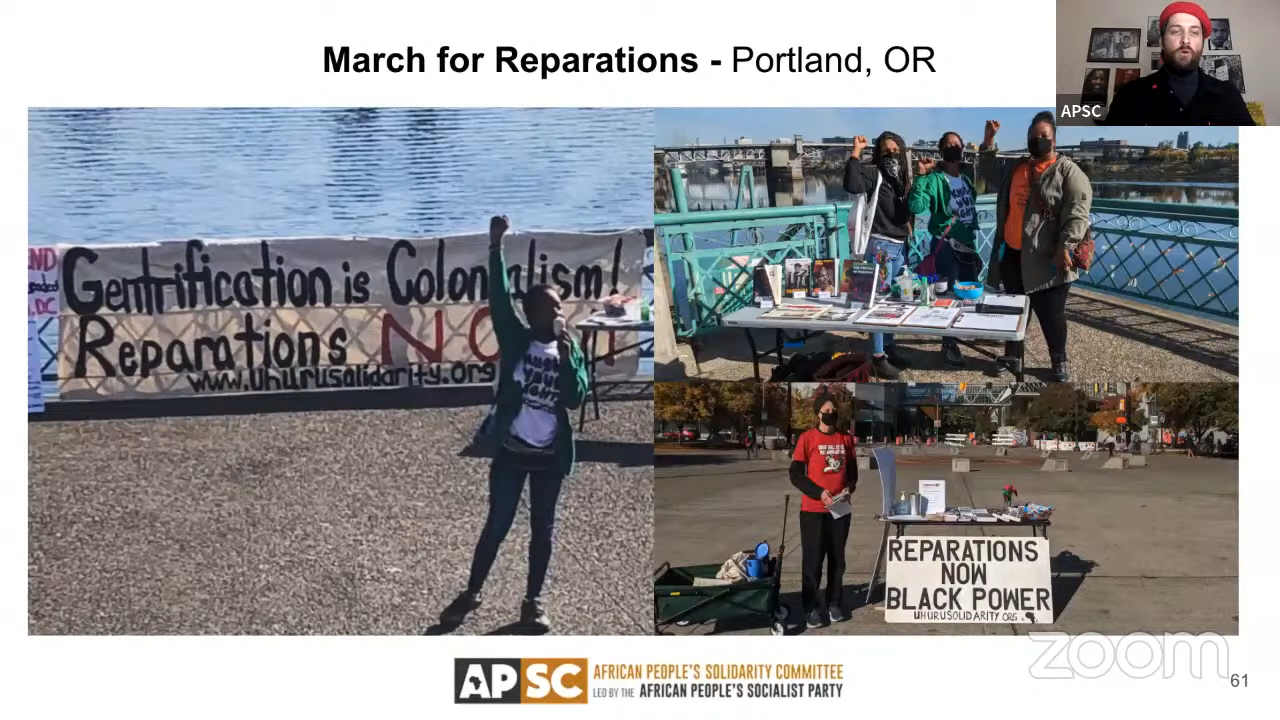 March for Reparations - Portland, OR
APSC
Gentrification is Colonialism!
Reparations NOW
www.uhurusolidarity.org
REPARATIONS
NOW
BLACK POWER
UHURUSOLIDARITY.ORG
zoom
61
APSC
AFRICAN PEOPLE'S SOLIDARITY COMMITTEE
LED BY THE AFRICAN PEOPLE'S SOCIALIST PARTY